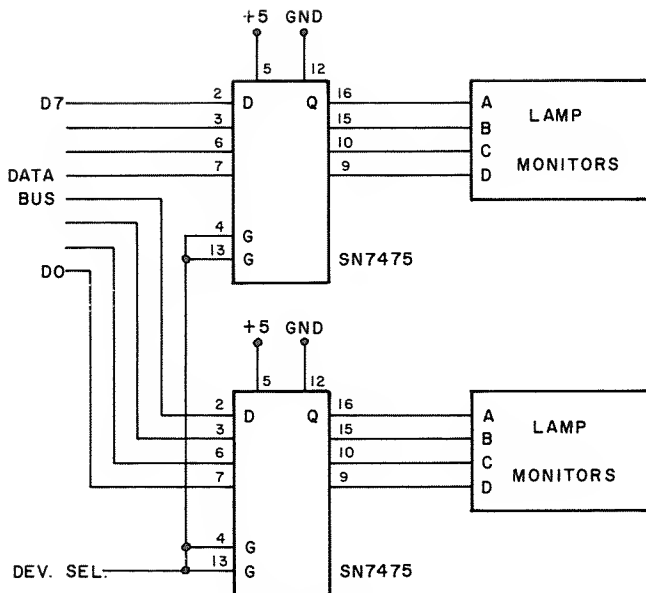 +5 GND
5 12
D7 2 D Q 16 A LAMP
3 15 B
6 10 C MONITORS
DATA 7 9 D
BUS
4 G
13 G SN7475
DO
+5 GND
5 12
2 D Q 16 A LAMP
3 15 B
6 10 C MONITORS
7 9 D
4 G
DEV. SEL. 13 G SN7475